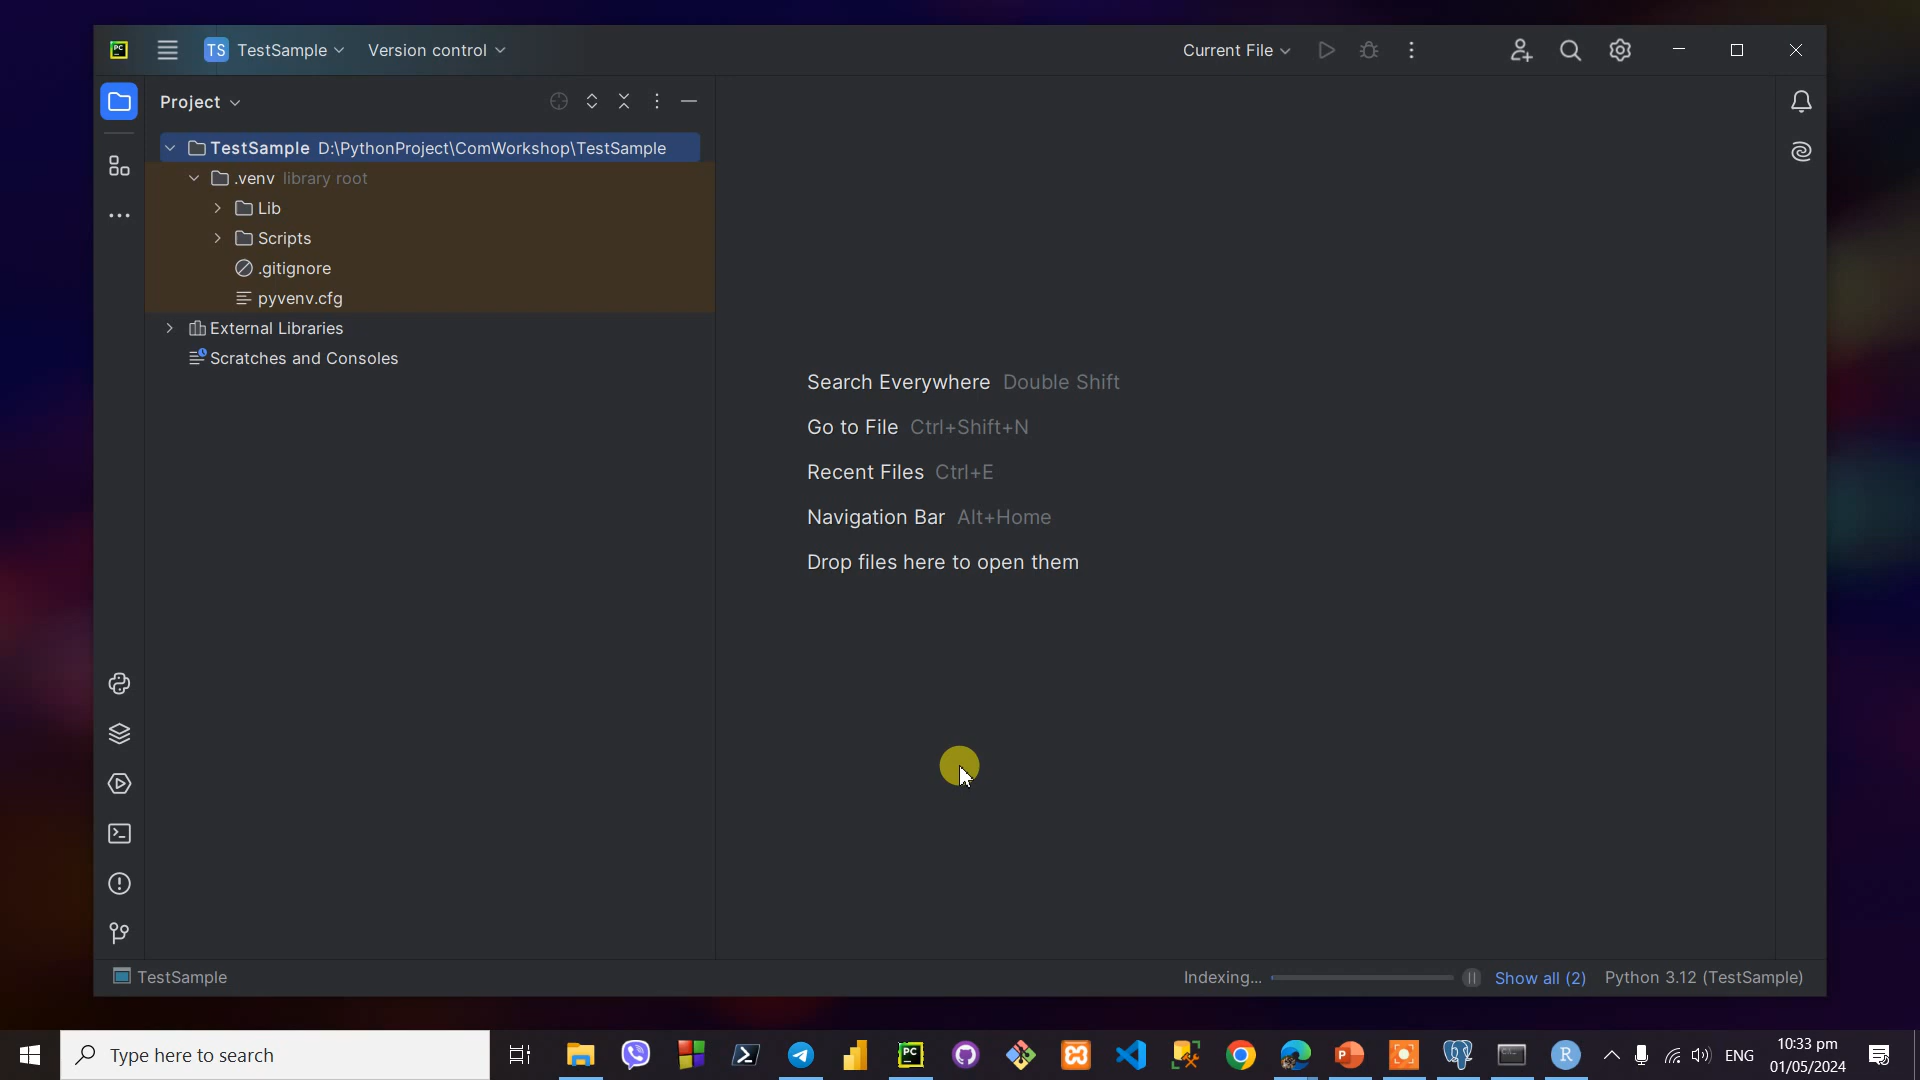 PC TS TestSample Version control Current File
Project
TestSample D:\PythonProject\ComWorkshop\TestSample
.venv library root
Lib
Scripts
.gitignore
pyvenv.cfg
External Libraries
Scratches and Consoles
Search Everywhere Double Shift
Go to File Ctrl+Shift+N
Recent Files Ctrl+E
Navigation Bar Alt+Home
Drop files here to open them
TestSample Indexing... Show all (2) Python 3.12 (TestSample)
Type here to search PC P R ENG 10:33 pm
01/05/2024